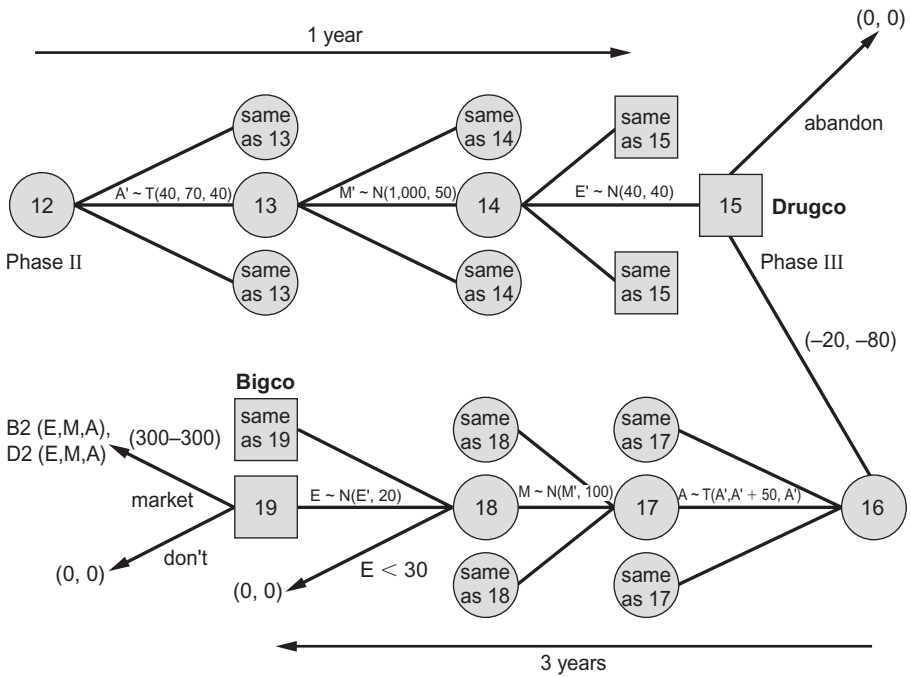 (0, 0)
1 year
same
as 13
same
as 14
same
as 15
abandon
12
A' ~ T(40, 70, 40)
13
M' ~ N(1,000, 50)
14
E' ~ N(40, 40)
15
Drugco
Phase II
same
as 13
same
as 14
same
as 15
Phase III
(–20, –80)
Bigco
B2 (E,M,A),
D2 (E,M,A)
(300–300)
same
as 19
same
as 18
same
as 17
market
19
E ~ N(E', 20)
18
M ~ N(M', 100)
17
A ~ T(A',A' + 50, A')
16
don't
(0, 0)
(0, 0)
E < 30
same
as 18
same
as 17
3 years